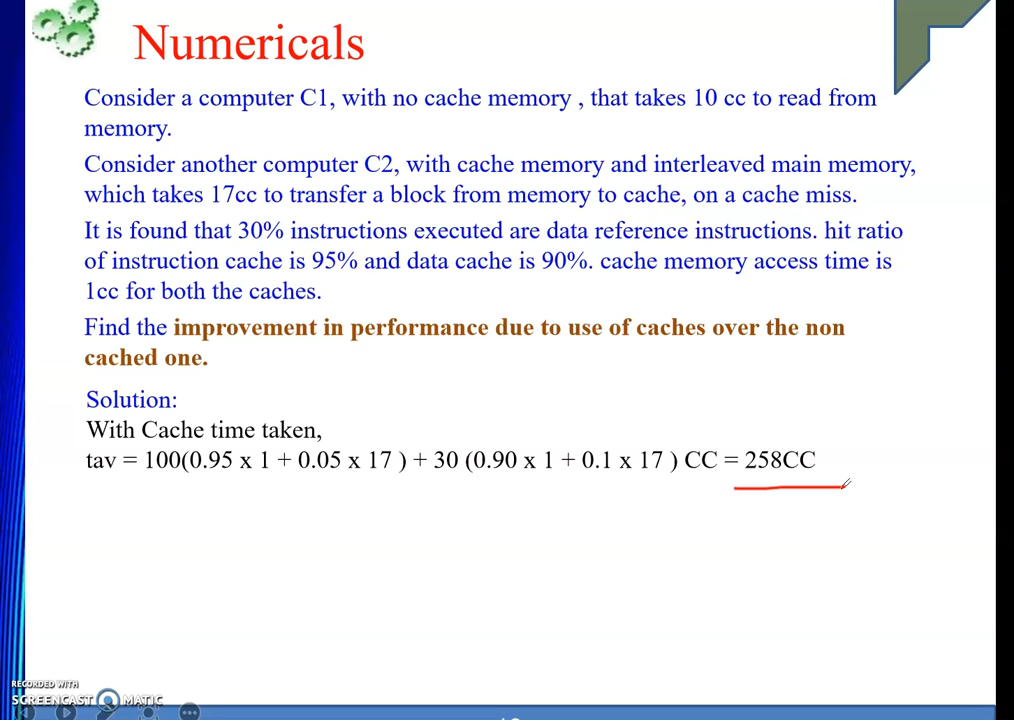 Numericals
Consider a computer C1, with no cache memory , that takes 10 cc to read from
memory.
Consider another computer C2, with cache memory and interleaved main memory,
which takes 17cc to transfer a block from memory to cache, on a cache miss.
It is found that 30% instructions executed are data reference instructions. hit ratio
of instruction cache is 95% and data cache is 90%. cache memory access time is
1cc for both the caches.
Find the improvement in performance due to use of caches over the non
cached one.
Solution:
With Cache time taken,
tav = 100(0.95 x 1 + 0.05 x 17 ) + 30 (0.90 x 1 + 0.1 x 17 ) CC = 258CC
RECORDED WITH
SCREENCAST MATIC